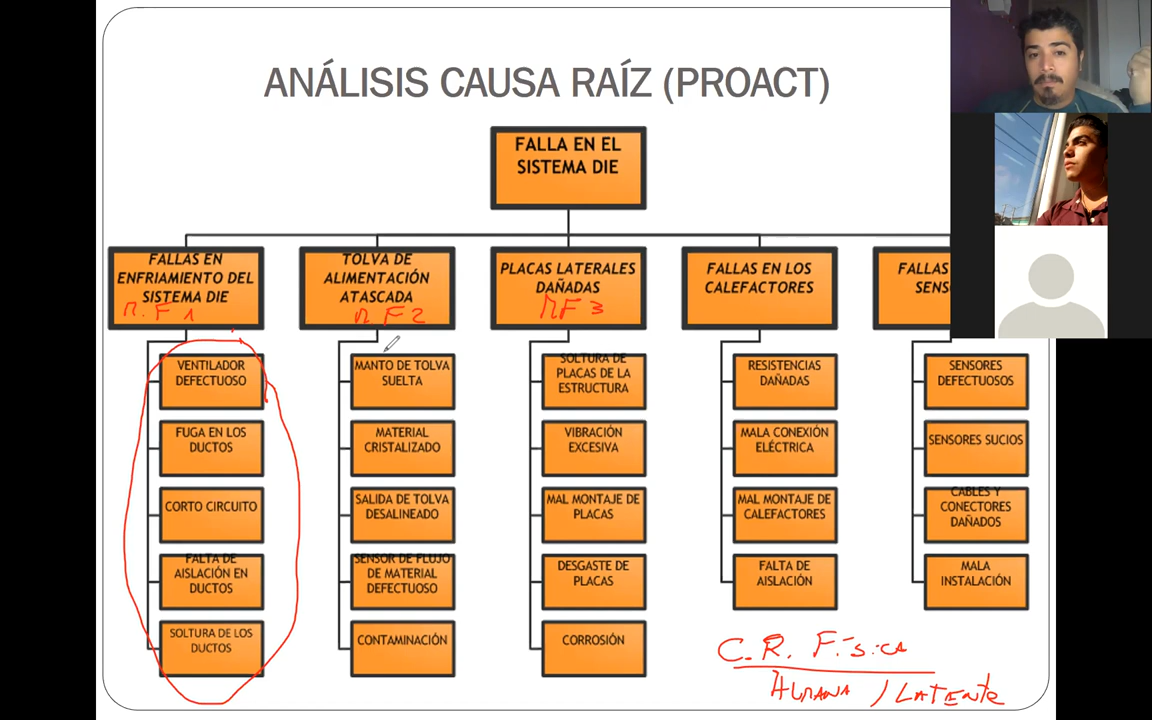 ANÁLISIS CAUSA RAÍZ (PROACT)
FALLA EN EL
SISTEMA DIE
FALLAS EN
ENFRIAMIENTO DEL
SISTEMA DIE
M. F 1
VENTILADOR
DEFECTUOSO
FUGA EN LOS
DUCTOS
CORTO CIRCUITO
FALTA DE
AISLACIÓN EN
DUCTOS
SOLTURA DE LOS
DUCTOS
TOLVA DE
ALIMENTACIÓN
ATASCADA
M F2
MANTO DE TOLVA
SUELTA
MATERIAL
CRISTALIZADO
SALIDA DE TOLVA
DESALINEADO
SENSOR DE FLUJO
DE MATERIAL
DEFECTUOSO
CONTAMINACIÓN
PLACAS LATERALES
DAÑADAS
MF 3
SOLTURA DE
PLACAS DE LA
ESTRUCTURA
VIBRACIÓN
EXCESIVA
MAL MONTAJE DE
PLACAS
DESGASTE DE
PLACAS
CORROSIÓN
FALLAS EN LOS
CALEFACTORES
RESISTENCIAS
DAÑADAS
MALA CONEXIÓN
ELÉCTRICA
MAL MONTAJE DE
CALEFACTORES
FALTA DE
AISLACIÓN
FALLAS
SENS
SENSORES
DEFECTUOSOS
SENSORES SUCIOS
CABLES Y
CONECTORES
DAÑADOS
MALA
INSTALACIÓN
C.R. Física
HUMANA / LATENTE